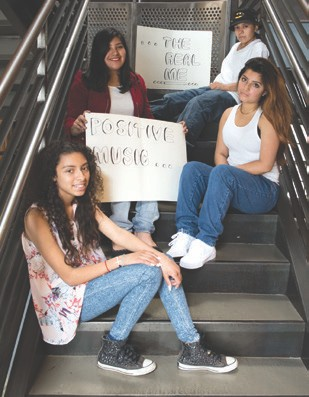 ... THE
REAL
ME ...
POSITIVE
MUSIC ...